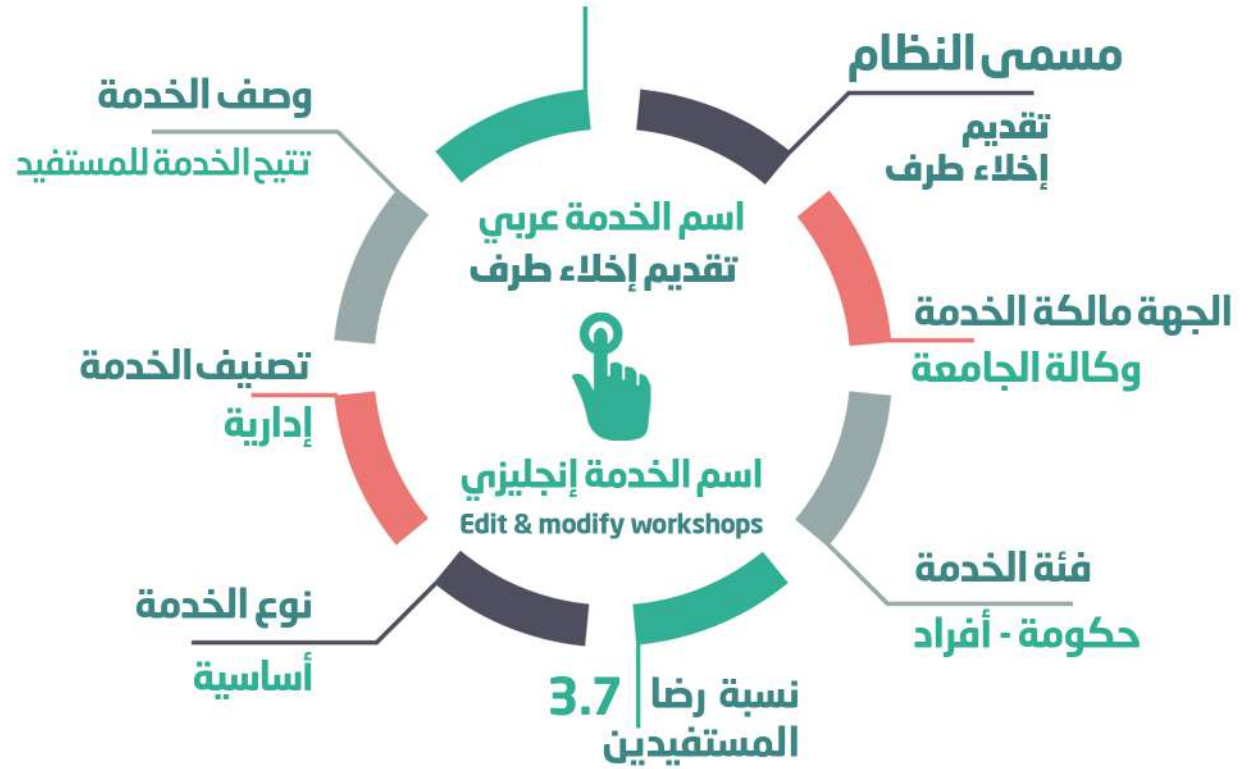 مسمى النظام
تقديم
إخلاء طرف
وصف الخدمة
تتيح الخدمة للمستفيد
اسم الخدمة عربي
تقديم إخلاء طرف
الجهة مالكة الخدمة
وكالة الجامعة
تصنيف الخدمة
إدارية
اسم الخدمة إنجليزي
Edit & modify workshops
فئة الخدمة
حكومة - أفراد
نوع الخدمة
أساسية
نسبة رضا
المستفيدين
3.7